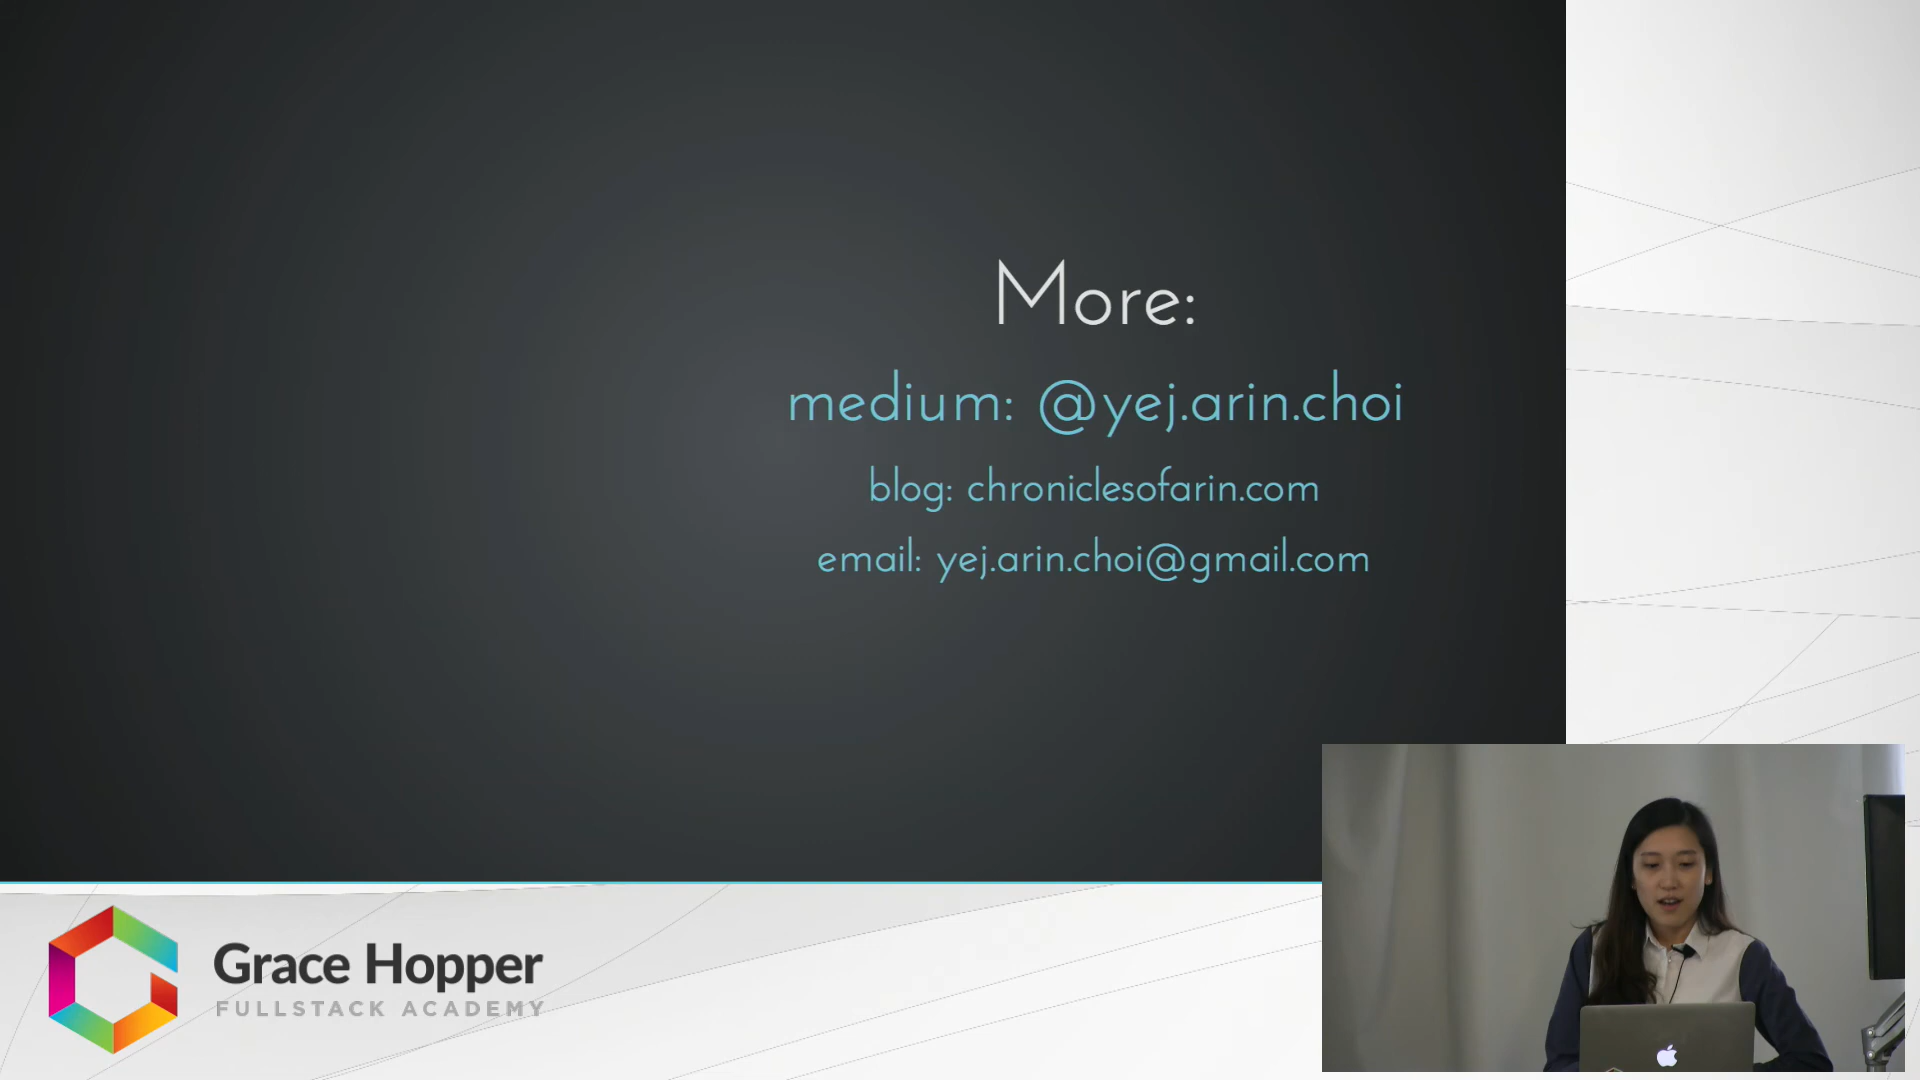 More:
medium: @yej.arin.choi
blog: chroniclesofarin.com
email: yej.arin.choi@gmail.com
Grace Hopper
FULLSTACK ACADEMY